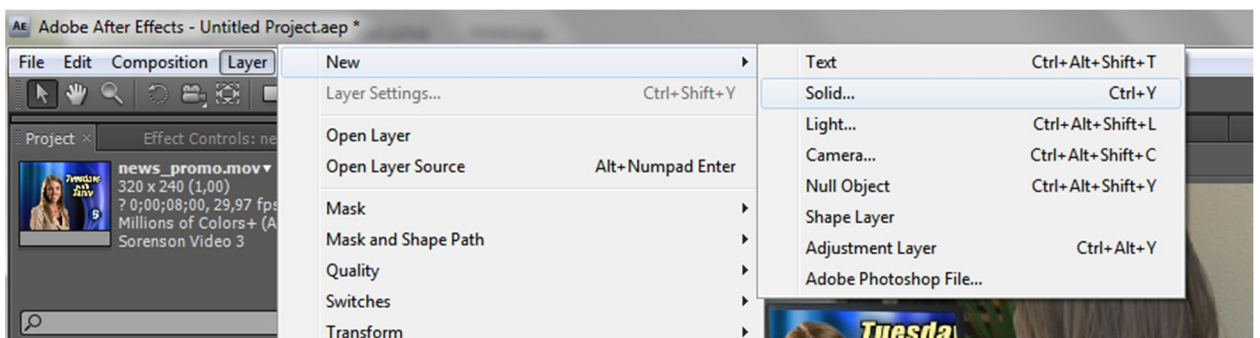 AE Adobe After Effects - Untitled Project.aep *
File Edit Composition Layer
New
Layer Settings... Ctrl+Shift+Y
Open Layer
Open Layer Source Alt+Numpad Enter
Mask
Mask and Shape Path
Quality
Switches
Transform
Text Ctrl+Alt+Shift+T
Solid... Ctrl+Y
Light... Ctrl+Alt+Shift+L
Camera... Ctrl+Alt+Shift+C
Null Object Ctrl+Alt+Shift+Y
Shape Layer
Adjustment Layer Ctrl+Alt+Y
Adobe Photoshop File...
Project × Effect Controls: ne
news_promo.mov▾
320 x 240 (1,00)
? 0;00;08;00, 29,97 fps
Millions of Colors+ (A
Sorenson Video 3
Tuesdays
5
Tuesda